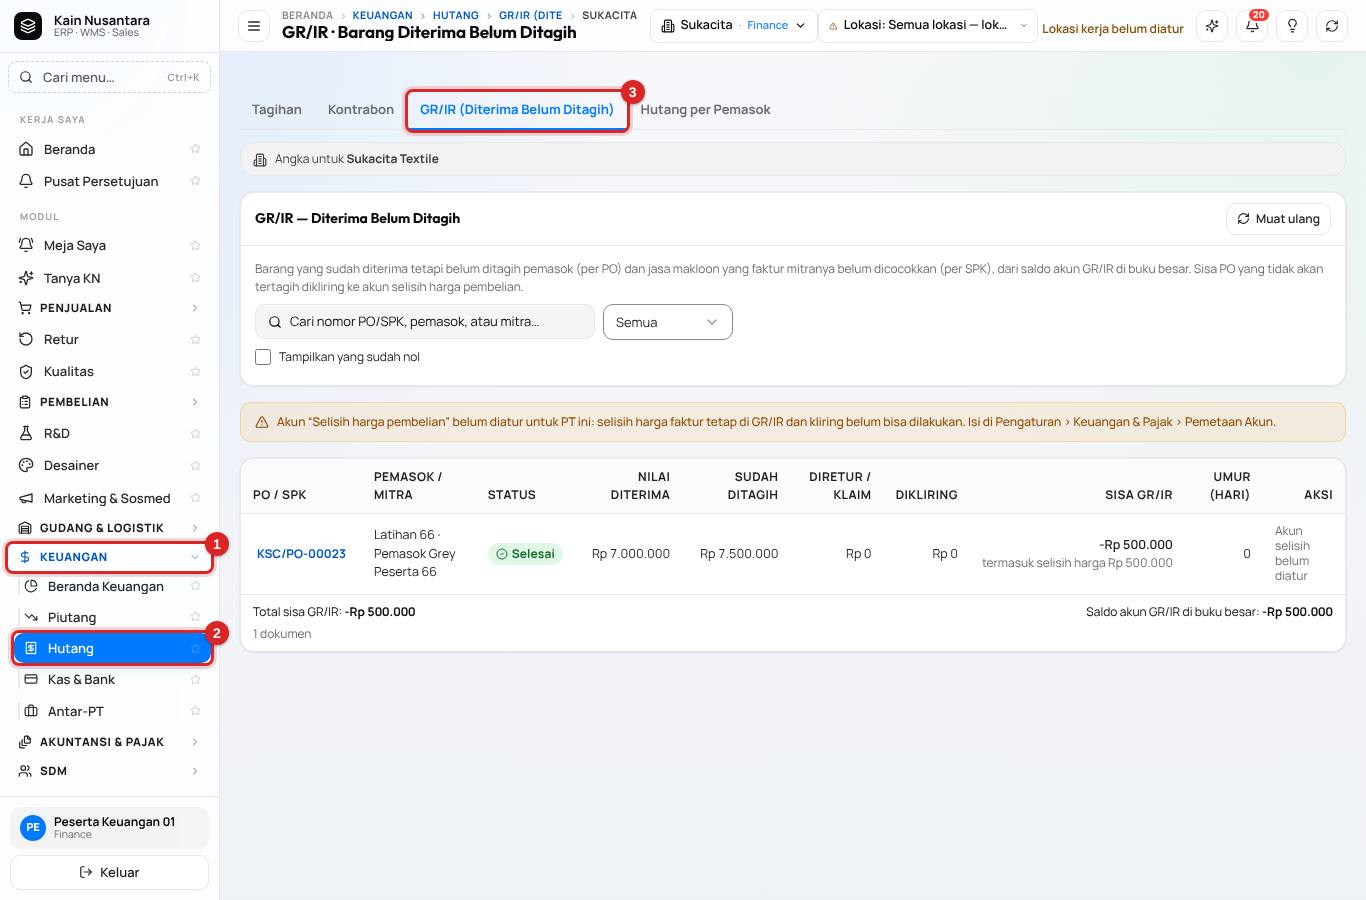 Kain Nusantara
ERP · WMS · Sales
Cari menu...
Ctrl+K
KERJA SAYA
Beranda
Pusat Persetujuan
MODUL
Meja Saya
Tanya KN
PENJUALAN
Retur
Kualitas
PEMBELIAN
R&D
Desainer
Marketing & Sosmed
GUDANG & LOGISTIK
KEUANGAN
1
Beranda Keuangan
Piutang
2
Hutang
Kas & Bank
Antar-PT
AKUNTANSI & PAJAK
SDM
PE
Peserta Keuangan 01
Finance
Keluar
BERANDA > KEUANGAN > HUTANG > GR/IR (DITE > SUKACITA
GR/IR · Barang Diterima Belum Ditagih
Sukacita · Finance
Lokasi: Semua lokasi — lok...
Lokasi kerja belum diatur
20
Tagihan
Kontrabon
GR/IR (Diterima Belum Ditagih)
3
Hutang per Pemasok
Angka untuk Sukacita Textile
GR/IR — Diterima Belum Ditagih
Muat ulang
Barang yang sudah diterima tetapi belum ditagih pemasok (per PO) dan jasa makloon yang faktur mitranya belum dicocokkan (per SPK), dari saldo akun GR/IR di buku besar. Sisa PO yang tidak akan
tertagih dikliring ke akun selisih harga pembelian.
Cari nomor PO/SPK, pemasok, atau mitra...
Semua
Tampilkan yang sudah nol
Akun “Selisih harga pembelian” belum diatur untuk PT ini: selisih harga faktur tetap di GR/IR dan kliring belum bisa dilakukan. Isi di Pengaturan › Keuangan & Pajak › Pemetaan Akun.
PO / SPK
PEMASOK /
MITRA
STATUS
NILAI
DITERIMA
SUDAH
DITAGIH
DIRETUR /
KLAIM
DIKLIRING
SISA GR/IR
UMUR
(HARI)
AKSI
KSC/PO-00023
Latihan 66 ·
Pemasok Grey
Peserta 66
Selesai
Rp 7.000.000
Rp 7.500.000
Rp 0
Rp 0
-Rp 500.000
termasuk selisih harga Rp 500.000
0
Akun
selisih
belum
diatur
Total sisa GR/IR: -Rp 500.000
Saldo akun GR/IR di buku besar: -Rp 500.000
1 dokumen